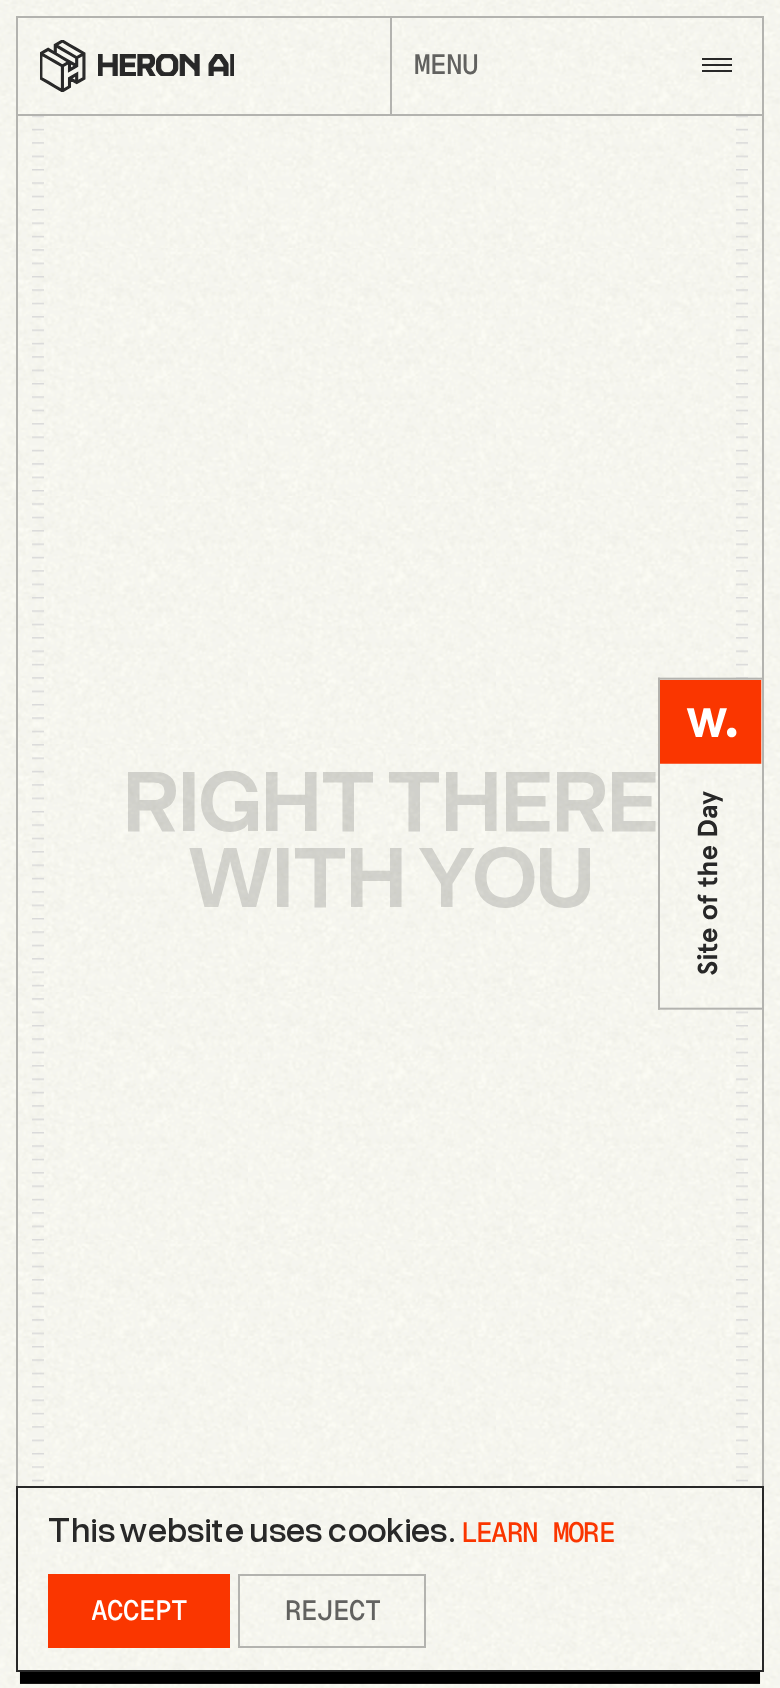 HERON AI
MENU
RIGHT THERE
WITH YOU
W.
Site of the Day
This website uses cookies. LEARN MORE
ACCEPT
REJECT